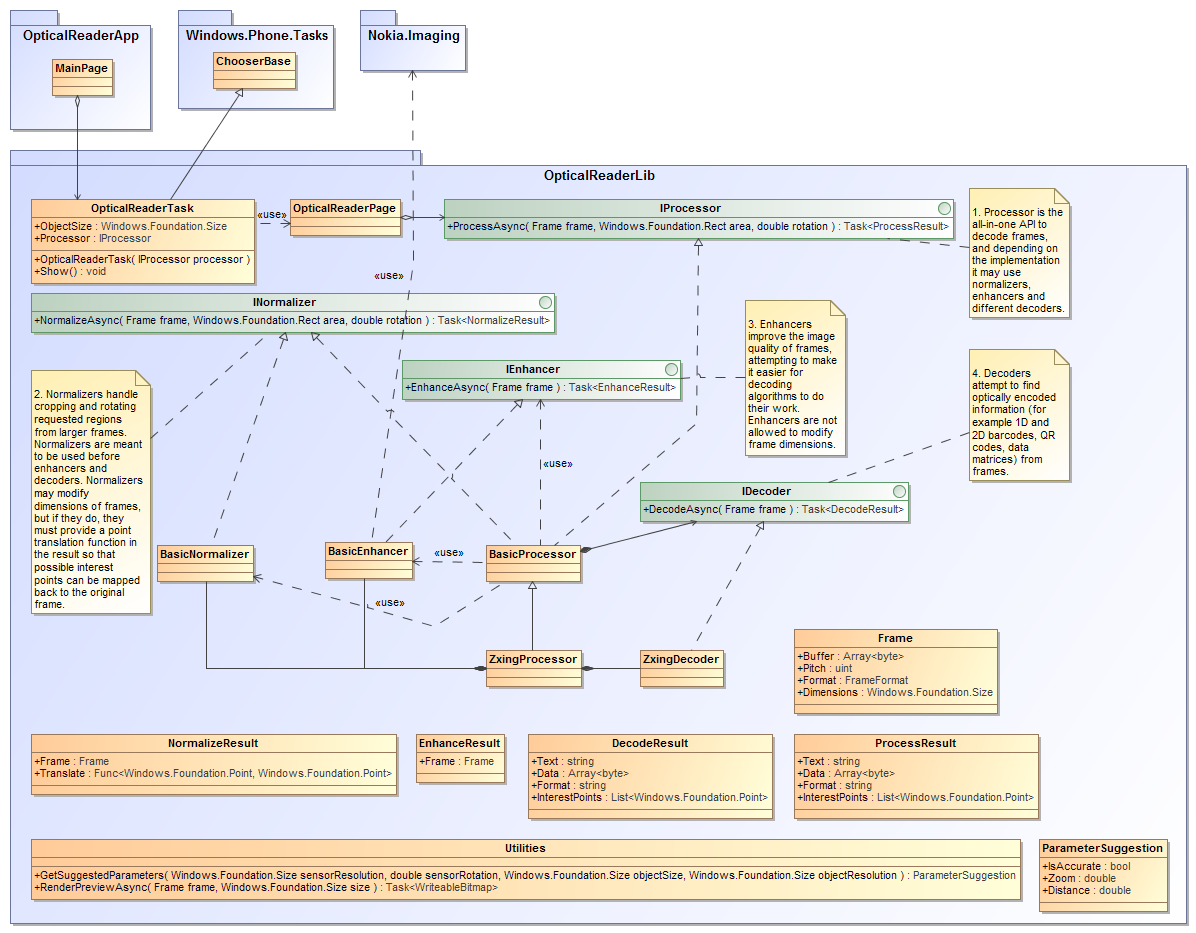 OpticalReaderApp
MainPage
Windows.Phone.Tasks
ChooserBase
Nokia.Imaging
OpticalReaderLib
OpticalReaderTask
+ObjectSize : Windows.Foundation.Size
+Processor : IProcessor
+OpticalReaderTask( IProcessor processor )
+Show() : void
«use»
OpticalReaderPage
IProcessor
+ProcessAsync( Frame frame, Windows.Foundation.Rect area, double rotation ) : Task<ProcessResult>
1. Processor is the
all-in-one API to
decode frames,
and depending on
the implementation
it may use
normalizers,
enhancers and
different decoders.
«use»
INormalizer
+NormalizeAsync( Frame frame, Windows.Foundation.Rect area, double rotation ) : Task<NormalizeResult>
3. Enhancers
improve the image
quality of frames,
attempting to make
it easier for
decoding
algorithms to do
their work.
Enhancers are not
allowed to modify
frame dimensions.
IEnhancer
+EnhanceAsync( Frame frame ) : Task<EnhanceResult>
4. Decoders
attempt to find
optically encoded
information (for
example 1D and
2D barcodes, QR
codes, data
matrices) from
frames.
2. Normalizers handle
cropping and rotating
requested regions
from larger frames.
Normalizers are meant
to be used before
enhancers and
decoders. Normalizers
may modify
dimensions of frames,
but if they do, they
must provide a point
translation function in
the result so that
possible interest
points can be mapped
back to the original
frame.
«use»
IDecoder
+DecodeAsync( Frame frame ) : Task<DecodeResult>
BasicNormalizer
BasicEnhancer
«use»
BasicProcessor
«use»
ZxingProcessor
ZxingDecoder
Frame
+Buffer : Array<byte>
+Pitch : uint
+Format : FrameFormat
+Dimensions : Windows.Foundation.Size
NormalizeResult
+Frame : Frame
+Translate : Func<Windows.Foundation.Point, Windows.Foundation.Point>
EnhanceResult
+Frame : Frame
DecodeResult
+Text : string
+Data : Array<byte>
+Format : string
+InterestPoints : List<Windows.Foundation.Point>
ProcessResult
+Text : string
+Data : Array<byte>
+Format : string
+InterestPoints : List<Windows.Foundation.Point>
Utilities
+GetSuggestedParameters( Windows.Foundation.Size sensorResolution, double sensorRotation, Windows.Foundation.Size objectSize, Windows.Foundation.Size objectResolution ) : ParameterSuggestion
+RenderPreviewAsync( Frame frame, Windows.Foundation.Size size ) : Task<WriteableBitmap>
ParameterSuggestion
+IsAccurate : bool
+Zoom : double
+Distance : double